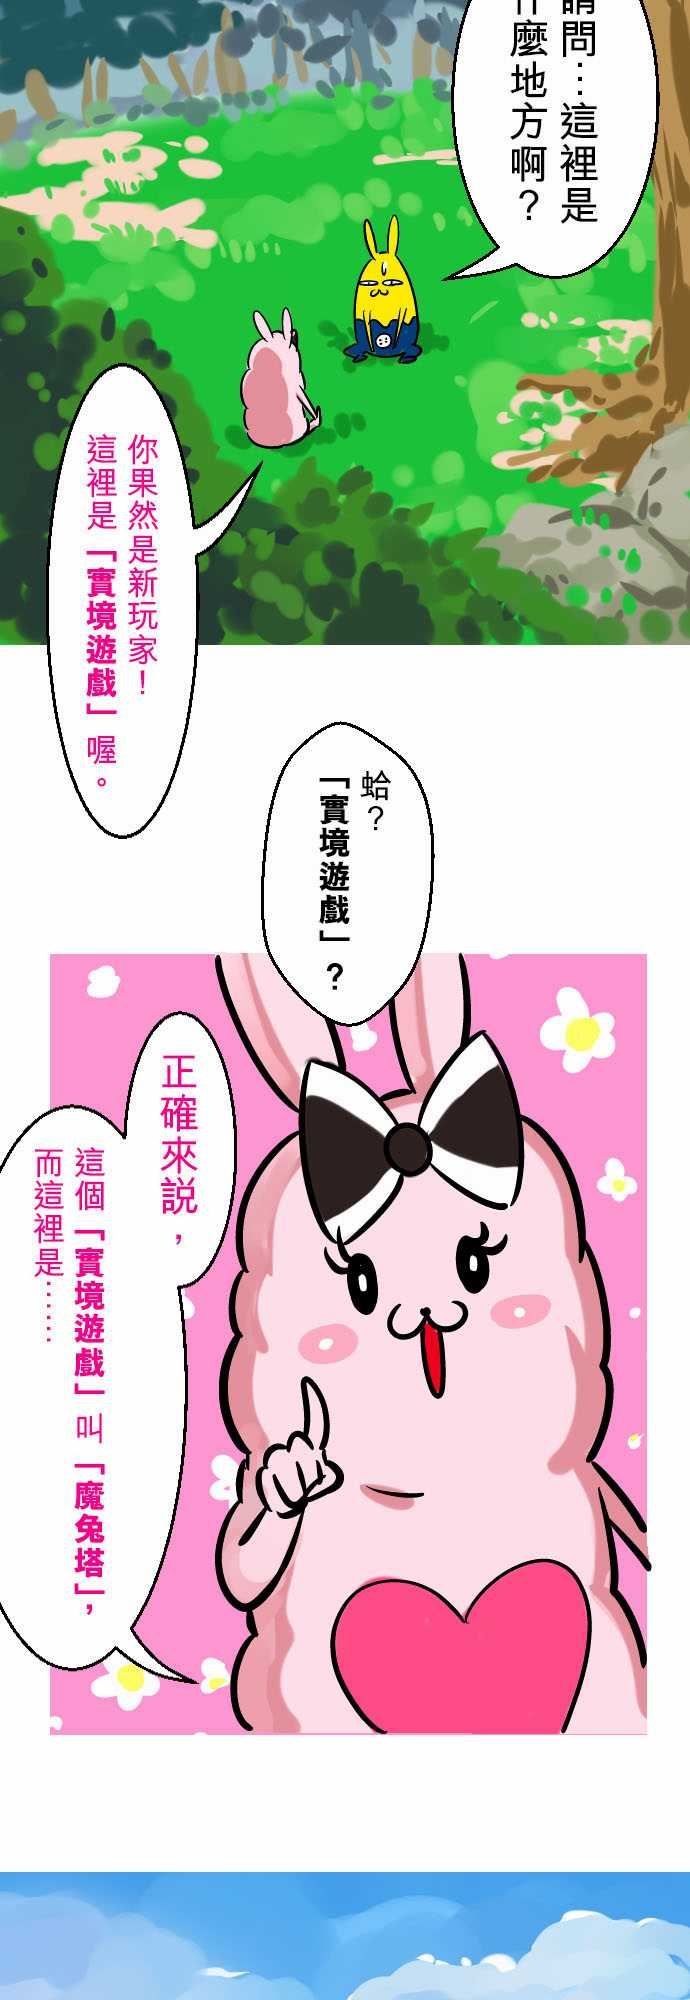 請問…這裡是
什麼地方啊？
你果然是新玩家！
這裡是「實境遊戲」喔。
蛤？
「實境遊戲」？
正確來説，
這個「實境遊戲」叫「魔兔塔」，
而這裡是……